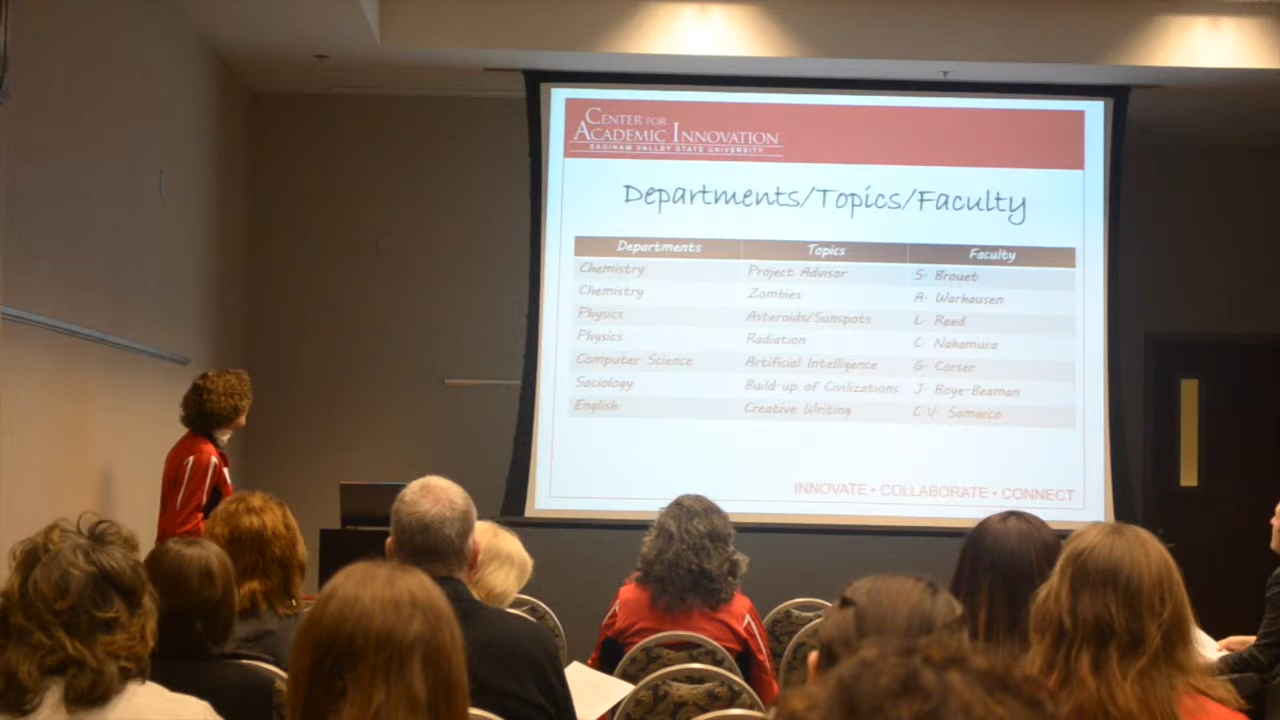 CENTER FOR
ACADEMIC INNOVATION
SAGINAW VALLEY STATE UNIVERSITY
Departments/Topics/Faculty
Departments Topics Faculty
Chemistry Project Advisor S. Brouet
Chemistry Zombies A. Warhausen
Physics Asteroids/Sunspots L. Reed
Physics Radiation C. Nakamura
Computer Science Artificial Intelligence G. Corser
Sociology Build-up of Civilizations J. Boye-Beaman
English Creative Writing C.V. Samarco
INNOVATE • COLLABORATE • CONNECT